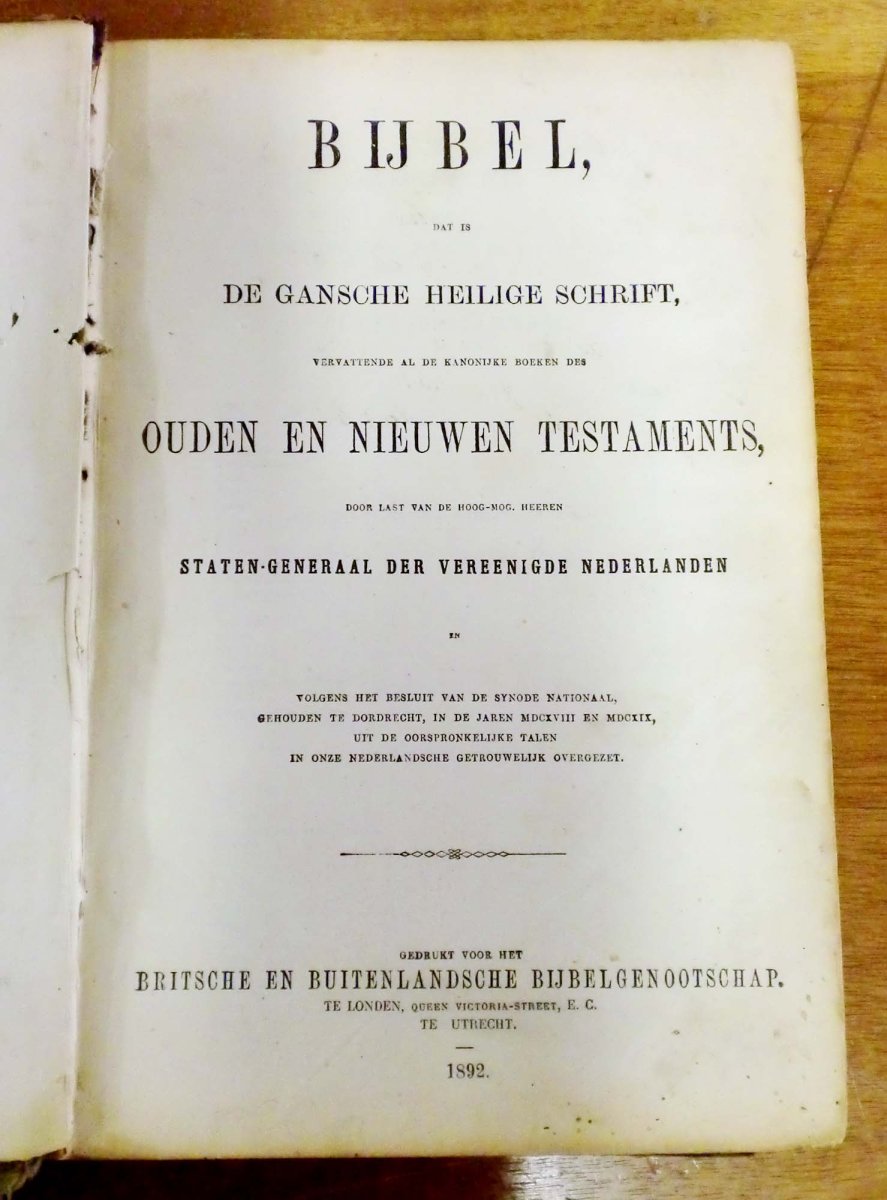 BIJBEL,
DAT IS
DE GANSCHE HEILIGE SCHRIFT,
VERVATTENDE AL DE KANONIJKE BOEKEN DES
OUDEN EN NIEUWEN TESTAMENTS,
DOOR LAST VAN DE HOOG-MOG. HEEREN
STATEN-GENERAAL DER VEREENIGDE NEDERLANDEN
EN
VOLGENS HET BESLUIT VAN DE SYNODE NATIONAAL,
GEHOUDEN TE DORDRECHT, IN DE JAREN MDCXVIII EN MDCXIX,
UIT DE OORSPRONKELIJKE TALEN
IN ONZE NEDERLANDSCHE GETROUWELIJK OVERGEZET.
GEDRUKT VOOR HET
BRITSCHE EN BUITENLANDSCHE BIJBELGENOOTSCHAP.
TE LONDEN, QUEEN VICTORIA-STREET, E. C.
TE UTRECHT.
1892.